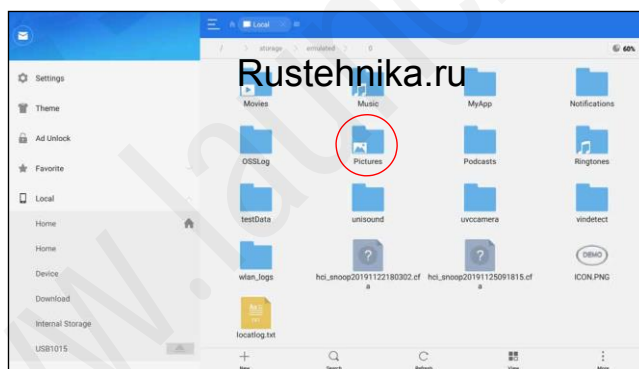 Local
/ > storage > emulated > 0
60%
Rustehnika.ru
Settings
Theme
Ad Unlock
Favorite
Local
Home
Home
Device
Download
Internal Storage
USB1015
Movies
Music
MyApp
Notifications
OSSLog
Pictures
Podcasts
Ringtones
testData
unisound
uvccamera
vindetect
wlan_logs
hci_snoop20191122180302.cf
a
hci_snoop20191125091815.cf
a
DEMO
ICON.PNG
locatlog.txt
New
Search
Refresh
View
More